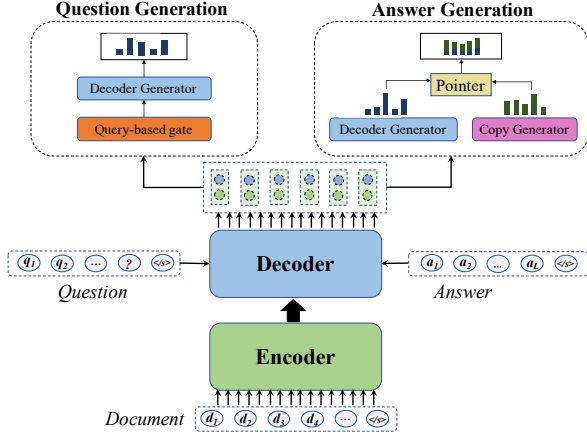 Question Generation
Answer Generation
Decoder Generator
Query-based gate
Pointer
Decoder Generator
Copy Generator
q1 q2 ... ? </s>
Question
Decoder
a1 a2 ... aL </s>
Answer
Encoder
Document
d1 d2 d3 d4 ... </s>